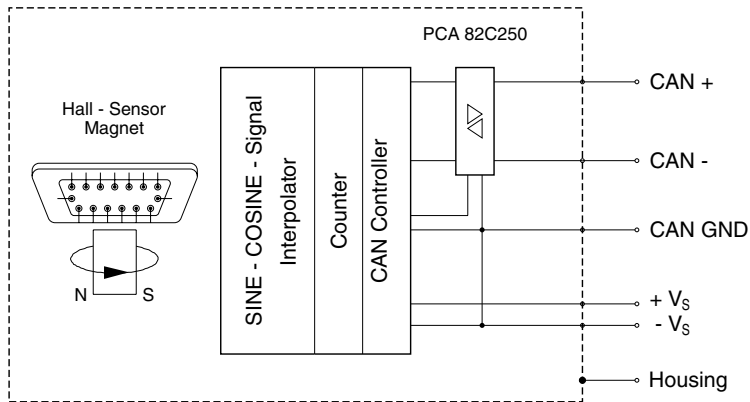 PCA 82C250
Hall - Sensor
Magnet
N
S
SINE - COSINE - Signal
Interpolator
Counter
CAN Controller
CAN +
CAN -
CAN GND
+ VS
- VS
Housing